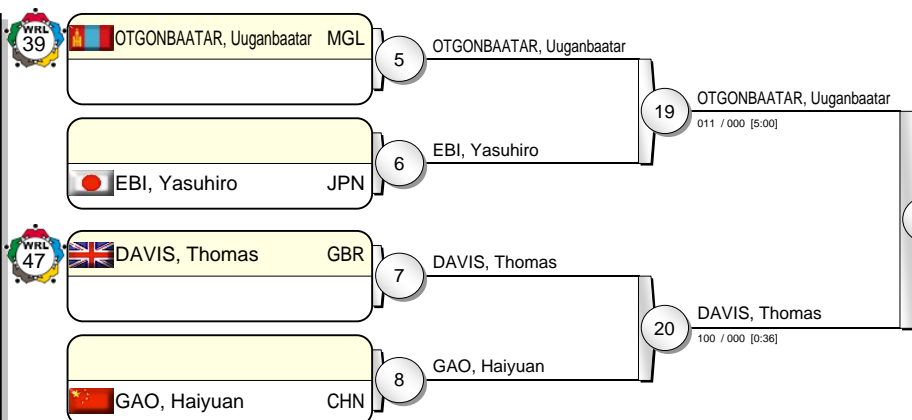 WRL
39
OTGONBAATAR, Uuganbaatar MGL
5
OTGONBAATAR, Uuganbaatar
19
OTGONBAATAR, Uuganbaatar
011 / 000 [5:00]
EBI, Yasuhiro JPN
6
EBI, Yasuhiro
WRL
47
DAVIS, Thomas GBR
7
DAVIS, Thomas
20
DAVIS, Thomas
100 / 000 [0:36]
GAO, Haiyuan CHN
8
GAO, Haiyuan